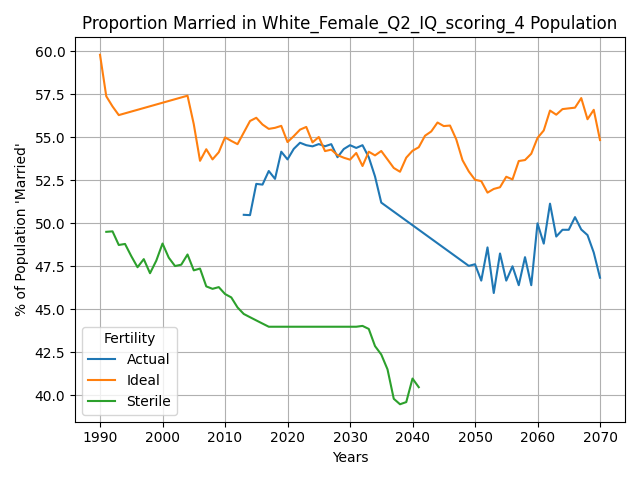 Proportion Married in White_Female_Q2_IQ_scoring_4 Population
% of Population 'Married'
60.0
57.5
55.0
52.5
50.0
47.5
45.0
42.5
40.0
Fertility
Actual
Ideal
Sterile
1990 2000 2010 2020 2030 2040 2050 2060 2070
Years